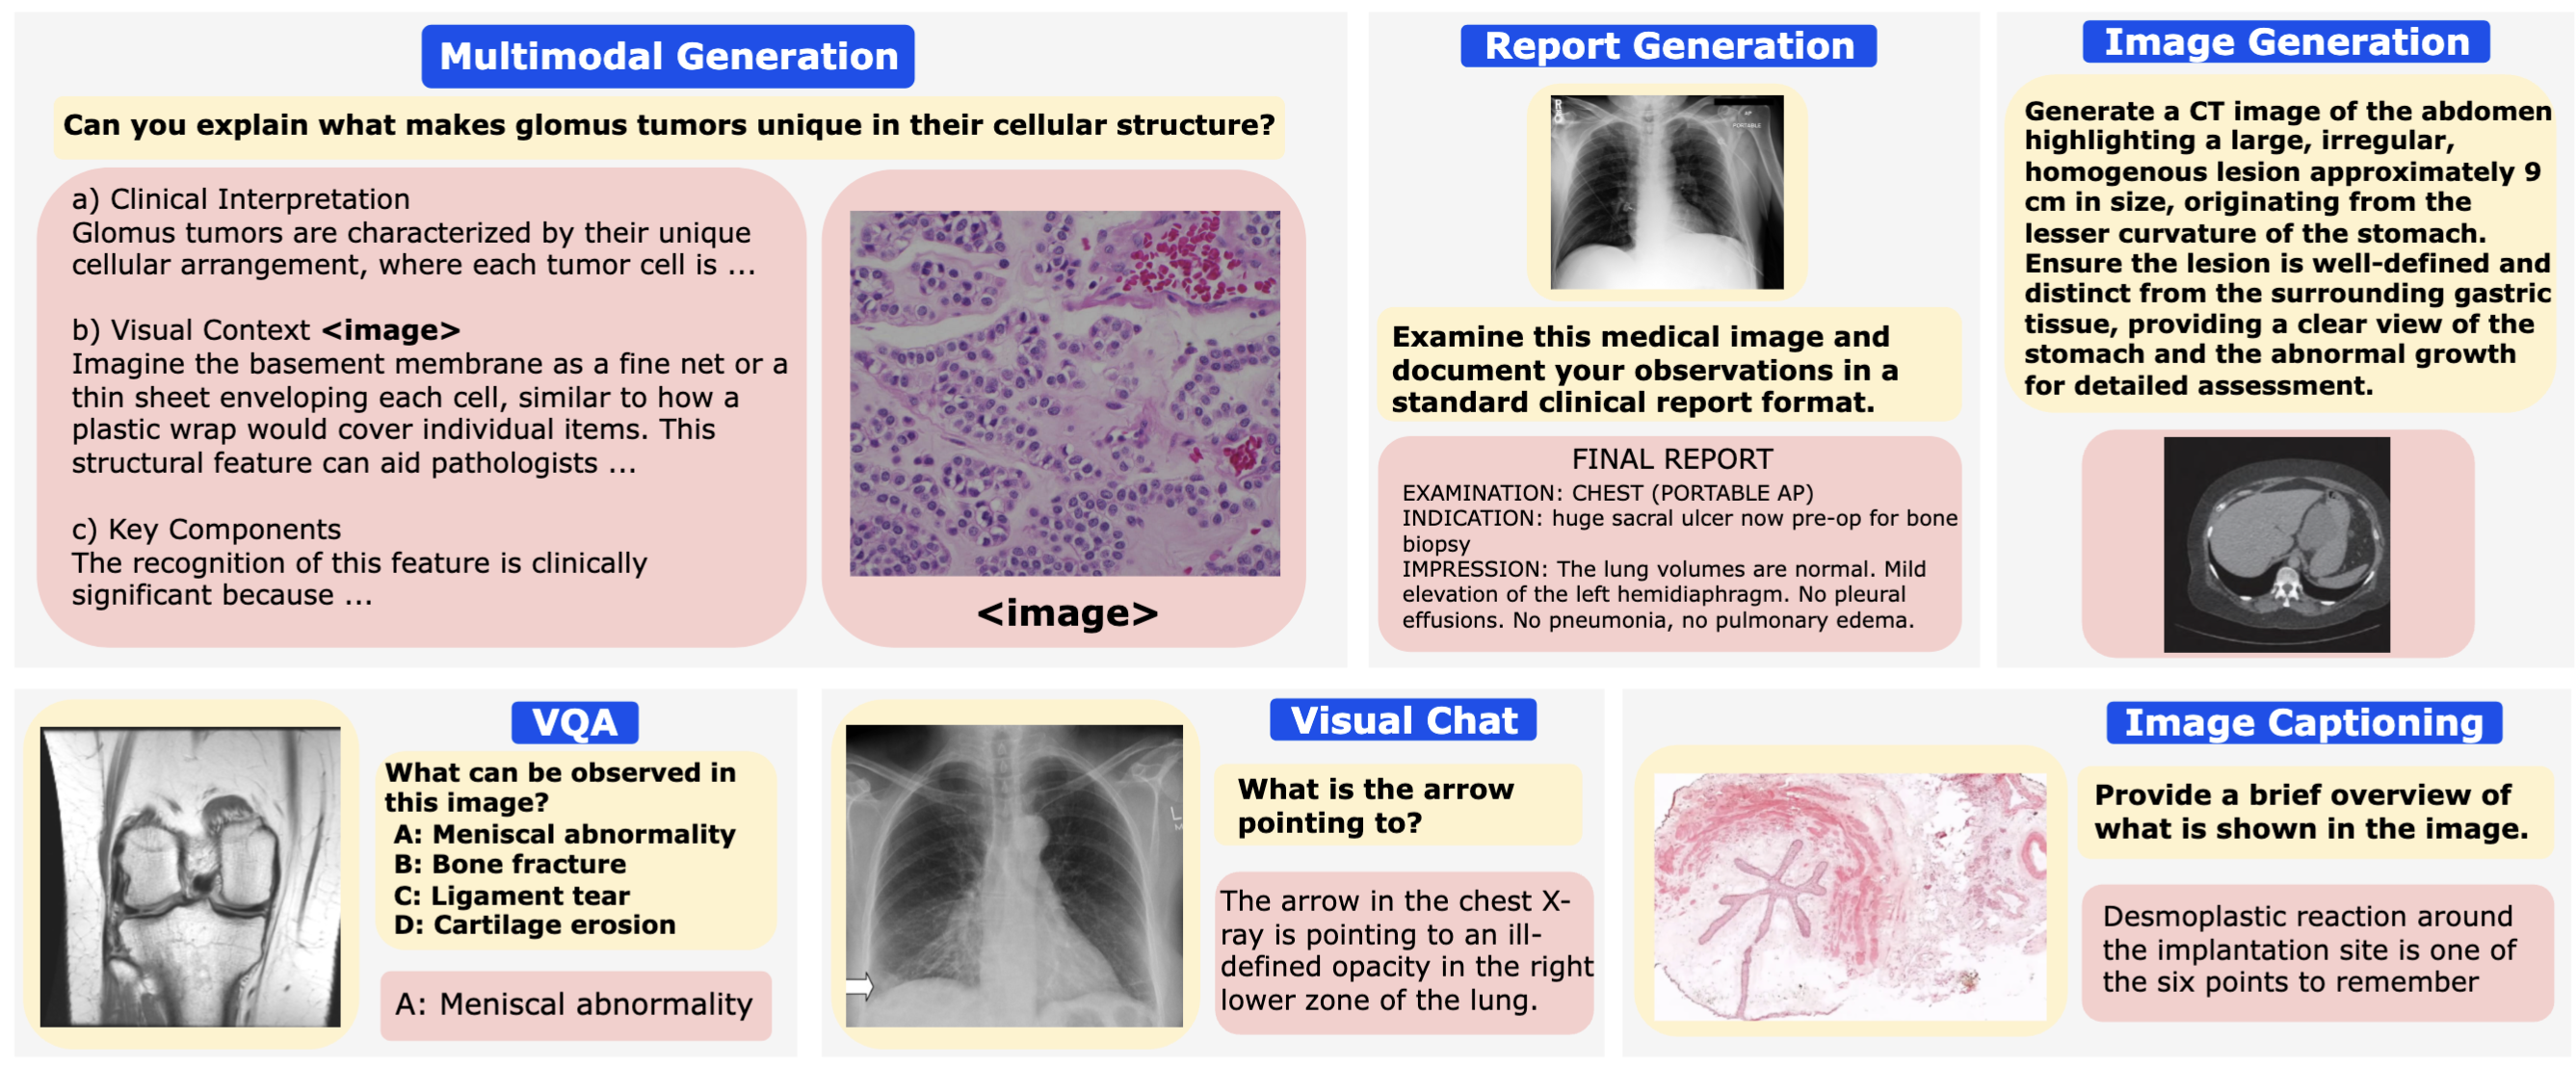 Multimodal Generation
Can you explain what makes glomus tumors unique in their cellular structure?
a) Clinical Interpretation
Glomus tumors are characterized by their unique
cellular arrangement, where each tumor cell is ...
b) Visual Context <image>
Imagine the basement membrane as a fine net or a
thin sheet enveloping each cell, similar to how a
plastic wrap would cover individual items. This
structural feature can aid pathologists ...
c) Key Components
The recognition of this feature is clinically
significant because ...
<image>
Report Generation
AP
PORTABLE
Examine this medical image and
document your observations in a
standard clinical report format.
FINAL REPORT
EXAMINATION: CHEST (PORTABLE AP)
INDICATION: huge sacral ulcer now pre-op for bone
biopsy
IMPRESSION: The lung volumes are normal. Mild
elevation of the left hemidiaphragm. No pleural
effusions. No pneumonia, no pulmonary edema.
Image Generation
Generate a CT image of the abdomen
highlighting a large, irregular,
homogenous lesion approximately 9
cm in size, originating from the
lesser curvature of the stomach.
Ensure the lesion is well-defined and
distinct from the surrounding gastric
tissue, providing a clear view of the
stomach and the abnormal growth
for detailed assessment.
VQA
What can be observed in
this image?
A: Meniscal abnormality
B: Bone fracture
C: Ligament tear
D: Cartilage erosion
A: Meniscal abnormality
Visual Chat
L
What is the arrow
pointing to?
The arrow in the chest X-
ray is pointing to an ill-
defined opacity in the right
lower zone of the lung.
Image Captioning
Provide a brief overview of
what is shown in the image.
Desmoplastic reaction around
the implantation site is one of
the six points to remember